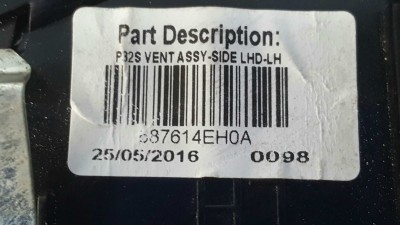 Part Description:
P32S VENT ASSY-SIDE LHD-LH
687614EH0A
25/05/2016 0098